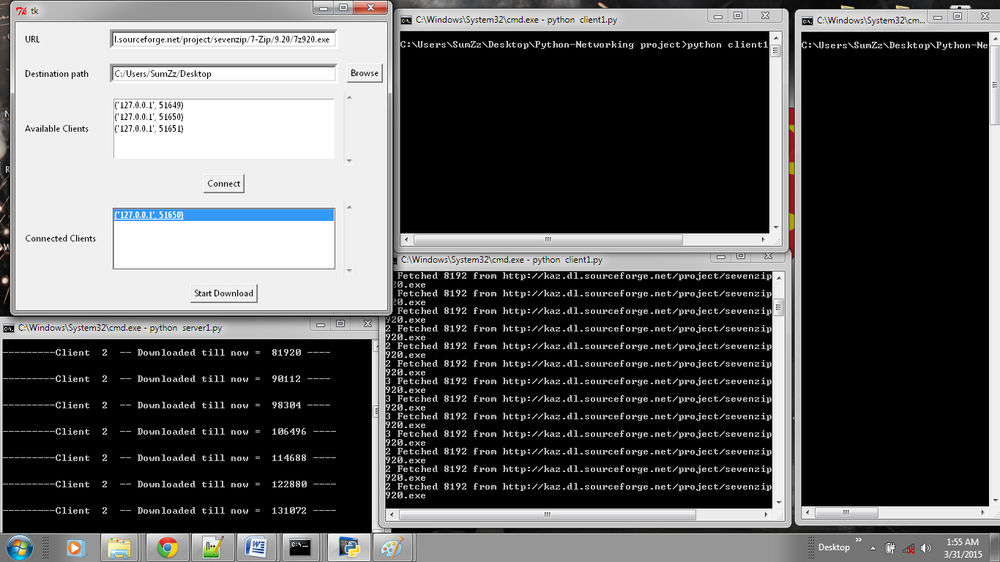 tk
URL
l.sourceforge.net/project/sevenzip/7-Zip/9.20/7z920.exe
Destination path
C:/Users/SumZz/Desktop
Browse
Available Clients
('127.0.0.1', 51649)
('127.0.0.1', 51650)
('127.0.0.1', 51651)
Connect
Connected Clients
('127.0.0.1', 51650)
Start Download
C:\Windows\System32\cmd.exe - python  client1.py
C:\Users\SumZz\Desktop\Python-Networking project>python client1
C:\Windows\System32\cm...
C:\Users\SumZz\Desktop\Python-Ne
C:\Windows\System32\cmd.exe - python  client1.py
Fetched 8192 from http://kaz.dl.sourceforge.net/project/sevenzip
20.exe
Fetched 8192 from http://kaz.dl.sourceforge.net/project/sevenzip
20.exe
Fetched 8192 from http://kaz.dl.sourceforge.net/project/sevenzip
920.exe
2 Fetched 8192 from http://kaz.dl.sourceforge.net/project/sevenzip
920.exe
2 Fetched 8192 from http://kaz.dl.sourceforge.net/project/sevenzip
920.exe
2 Fetched 8192 from http://kaz.dl.sourceforge.net/project/sevenzip
920.exe
3 Fetched 8192 from http://kaz.dl.sourceforge.net/project/sevenzip
920.exe
3 Fetched 8192 from http://kaz.dl.sourceforge.net/project/sevenzip
920.exe
3 Fetched 8192 from http://kaz.dl.sourceforge.net/project/sevenzip
920.exe
3 Fetched 8192 from http://kaz.dl.sourceforge.net/project/sevenzip
920.exe
2 Fetched 8192 from http://kaz.dl.sourceforge.net/project/sevenzip
920.exe
2 Fetched 8192 from http://kaz.dl.sourceforge.net/project/sevenzip
920.exe
2 Fetched 8192 from http://kaz.dl.sourceforge.net/project/sevenzip
920.exe
C:\Windows\System32\cmd.exe - python  server1.py
---------Client  2  -- Downloaded till now =  81920 ----
---------Client  2  -- Downloaded till now =  90112 ----
---------Client  2  -- Downloaded till now =  98304 ----
---------Client  2  -- Downloaded till now =  106496 ----
---------Client  2  -- Downloaded till now =  114688 ----
---------Client  2  -- Downloaded till now =  122880 ----
---------Client  2  -- Downloaded till now =  131072 ----
Desktop
1:55 AM
3/31/2015